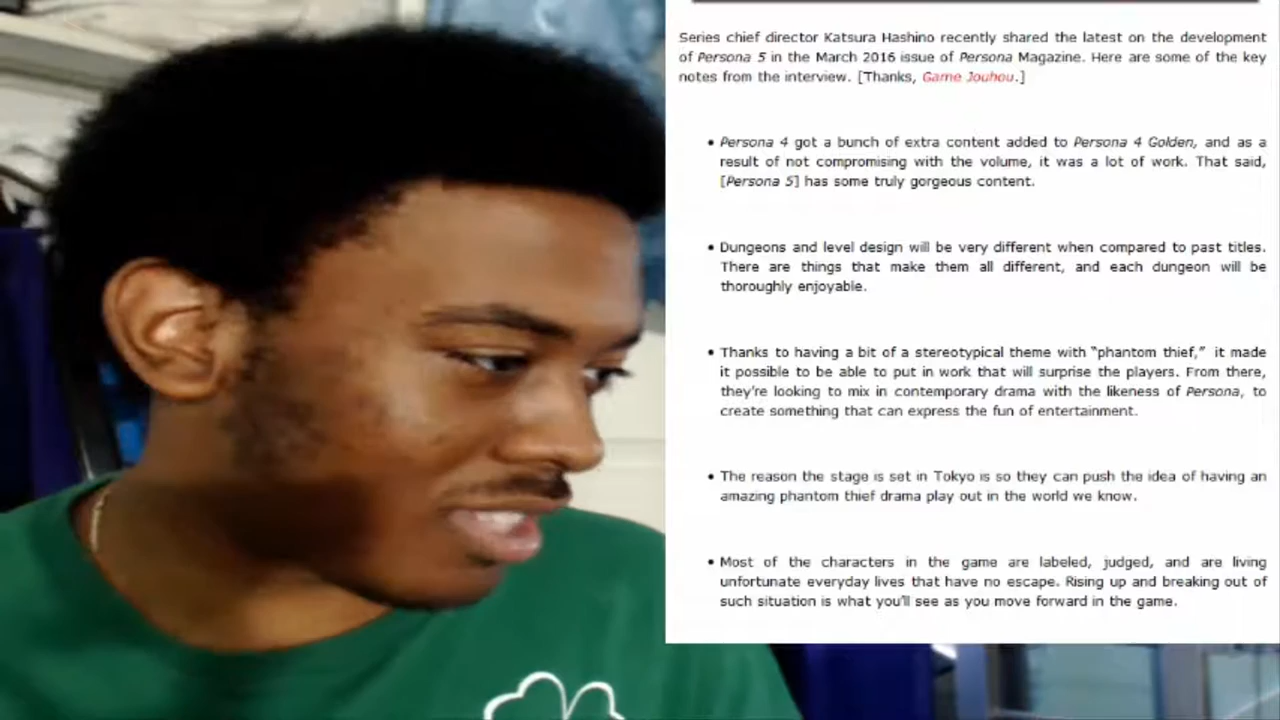 Series chief director Katsura Hashino recently shared the latest on the development
of Persona 5 in the March 2016 issue of Persona Magazine. Here are some of the key
notes from the interview. [Thanks, Game Jouhou.]
• Persona 4 got a bunch of extra content added to Persona 4 Golden, and as a
result of not compromising with the volume, it was a lot of work. That said,
[Persona 5] has some truly gorgeous content.
• Dungeons and level design will be very different when compared to past titles.
There are things that make them all different, and each dungeon will be
thoroughly enjoyable.
• Thanks to having a bit of a stereotypical theme with “phantom thief,” it made
it possible to be able to put in work that will surprise the players. From there,
they’re looking to mix in contemporary drama with the likeness of Persona, to
create something that can express the fun of entertainment.
• The reason the stage is set in Tokyo is so they can push the idea of having an
amazing phantom thief drama play out in the world we know.
• Most of the characters in the game are labeled, judged, and are living
unfortunate everyday lives that have no escape. Rising up and breaking out of
such situation is what you’ll see as you move forward in the game.